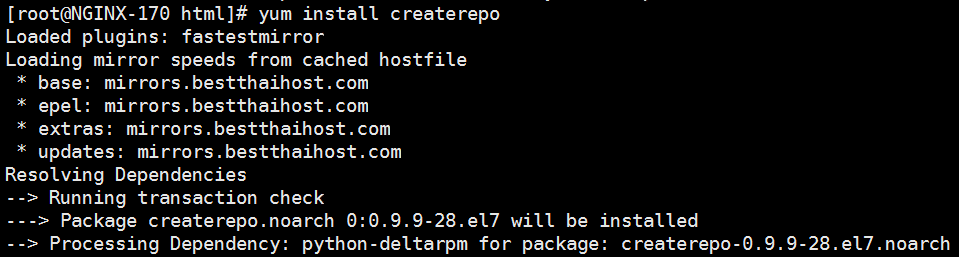 [root@NGINX-170 html]# yum install createrepo
Loaded plugins: fastestmirror
Loading mirror speeds from cached hostfile
 * base: mirrors.bestthaihost.com
 * epel: mirrors.bestthaihost.com
 * extras: mirrors.bestthaihost.com
 * updates: mirrors.bestthaihost.com
Resolving Dependencies
--> Running transaction check
---> Package createrepo.noarch 0:0.9.9-28.el7 will be installed
--> Processing Dependency: python-deltarpm for package: createrepo-0.9.9-28.el7.noarch